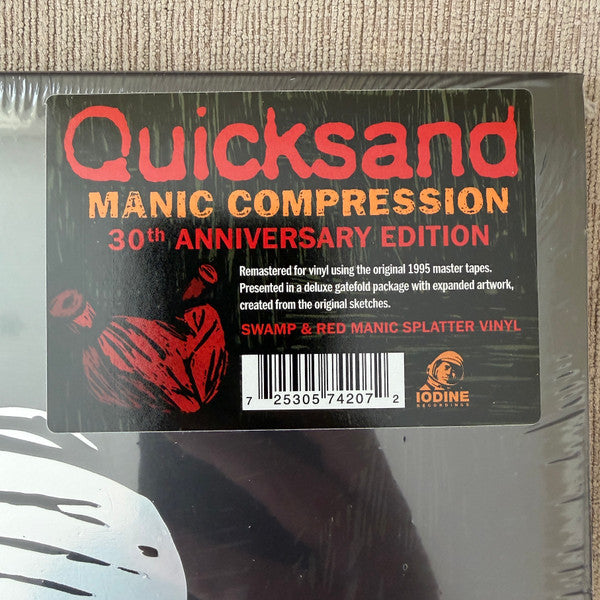 Quicksand
MANIC COMPRESSION
30th ANNIVERSARY EDITION
Remastered for vinyl using the original 1995 master tapes.
Presented in a deluxe gatefold package with expanded artwork,
created from the original sketches.
SWAMP & RED MANIC SPLATTER VINYL
7 25305 74207 2
IODINE
RECORDINGS